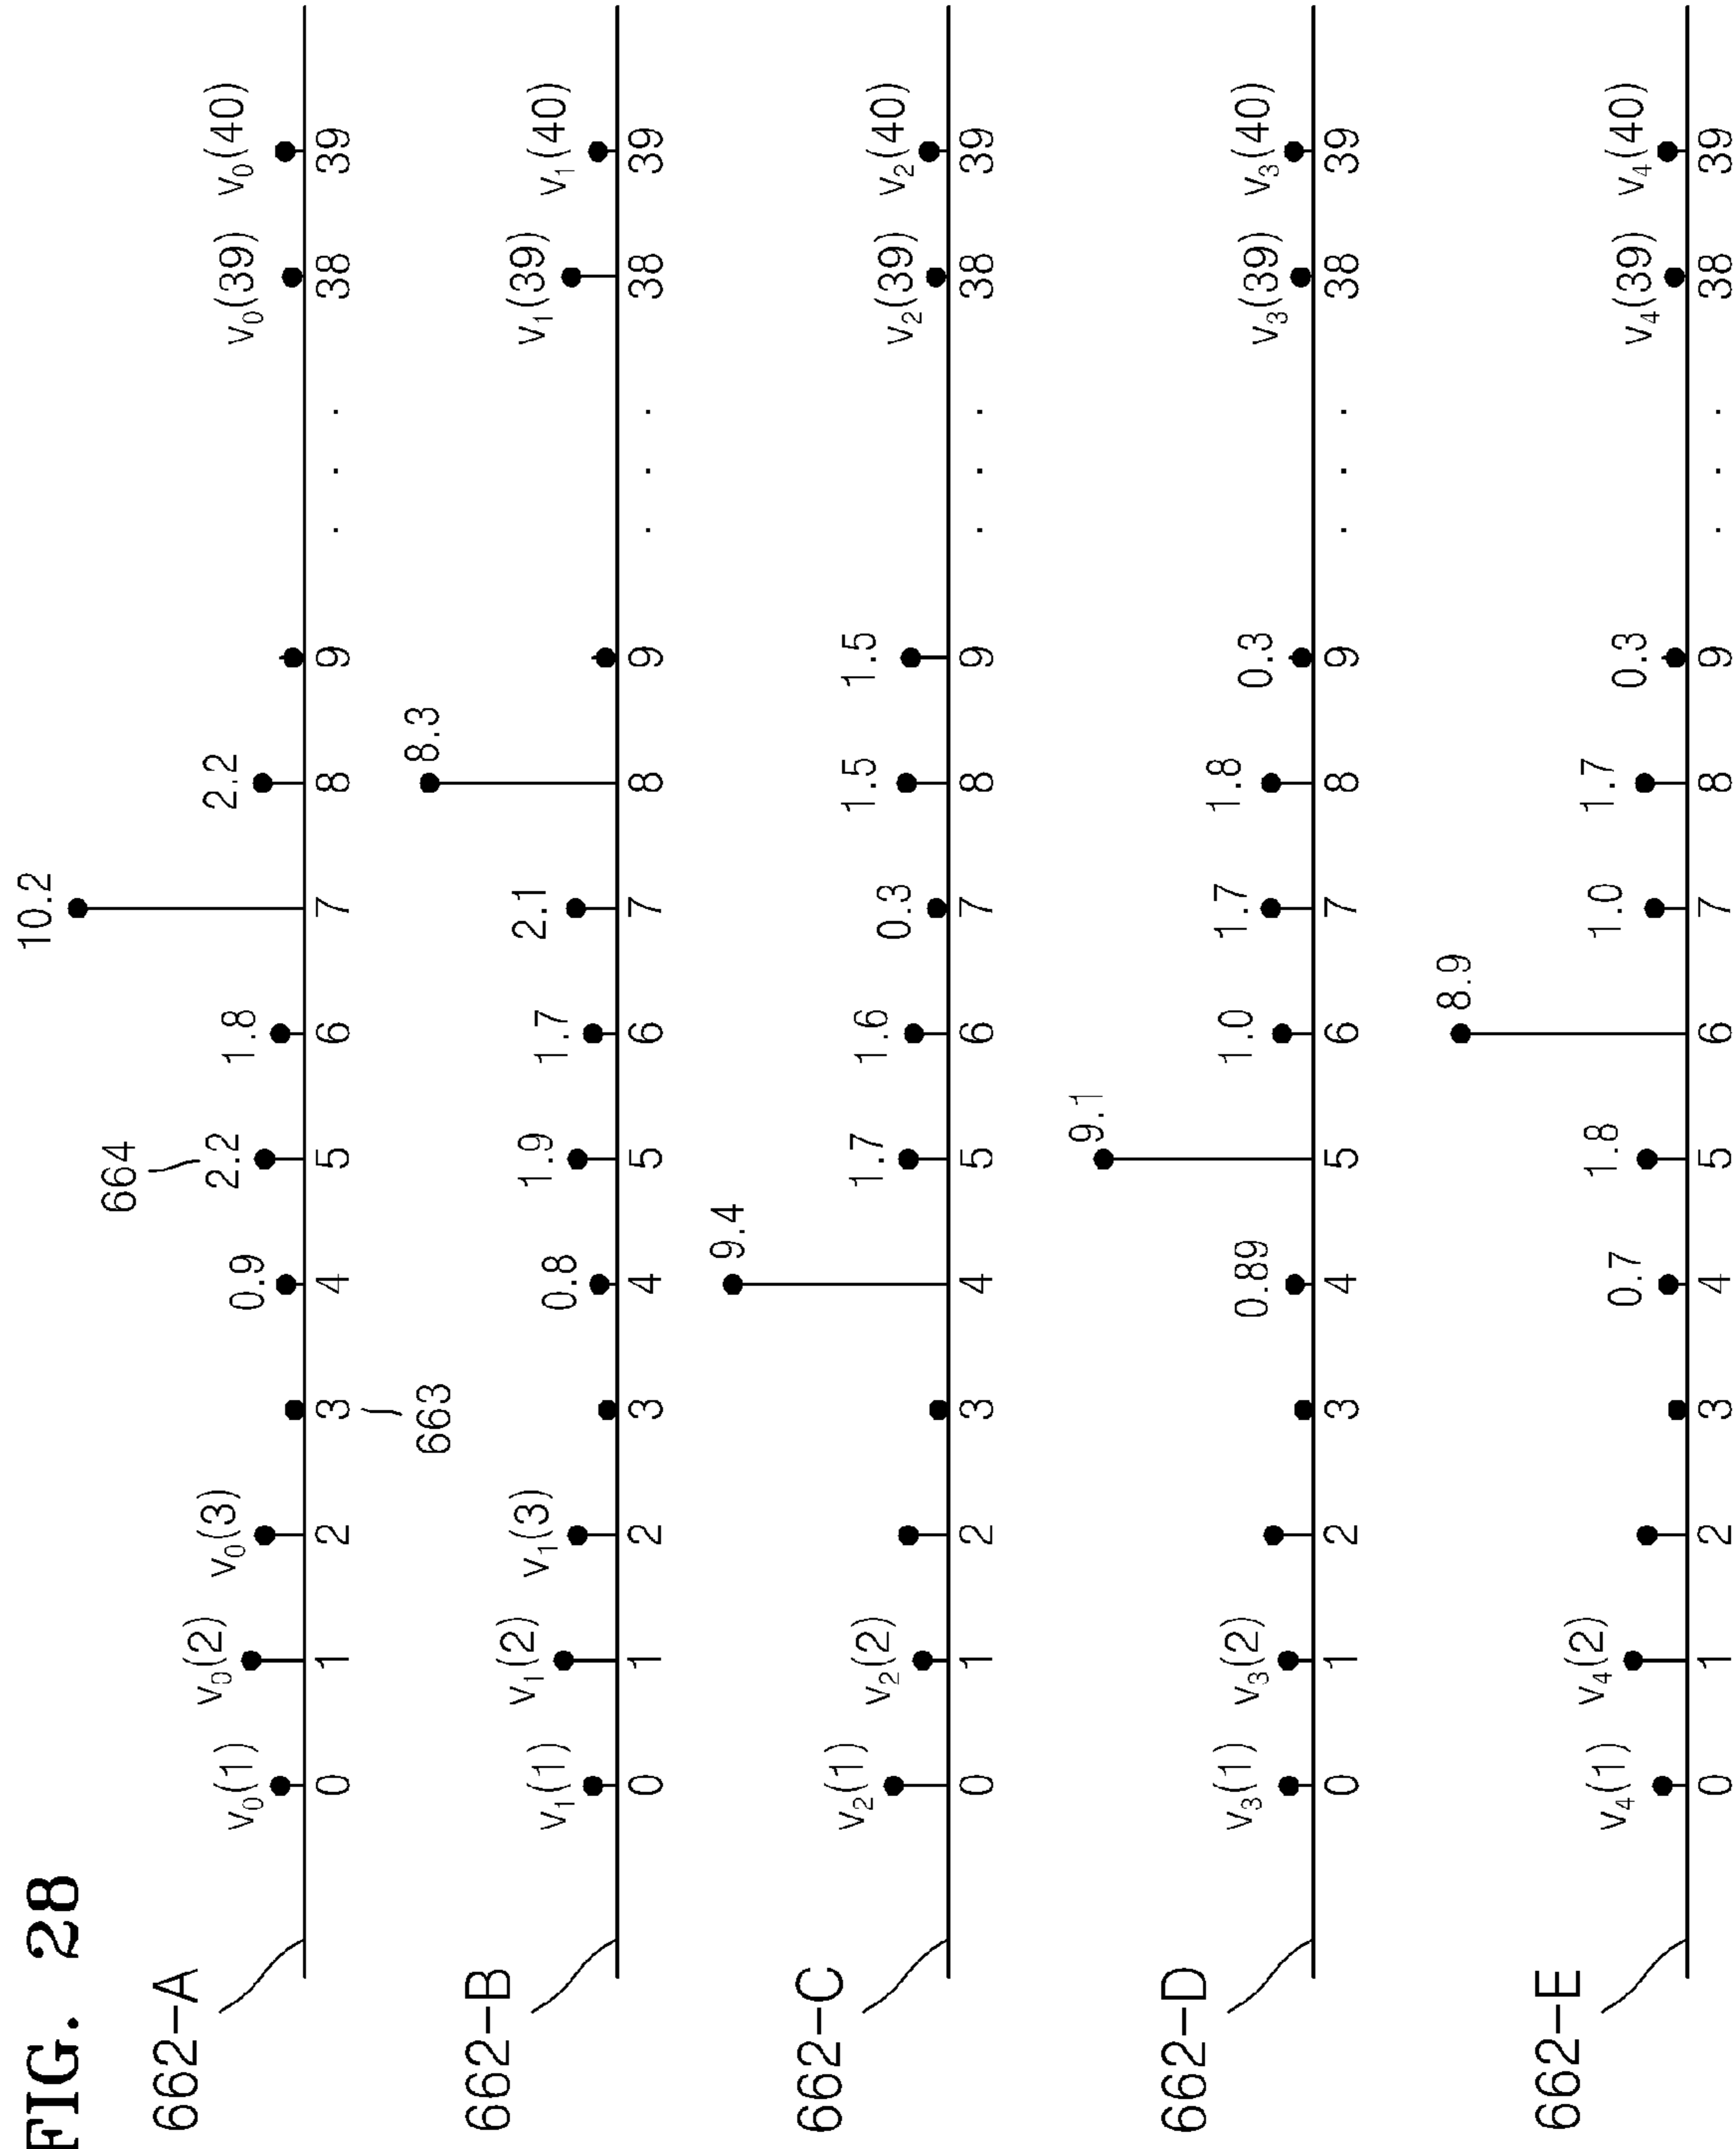 FIG. 28
10.2
664
662-A
v₀(1) v₀(2) v₀(3) 0.9 2.2 1.8 2.2 v₀(39) v₀(40)
0 1 2 3 4 5 6 7 8 9 . . . 38 39
663
8.3
662-B
v₁(1) v₁(2) v₁(3) 0.8 1.9 1.7 2.1 v₁(39) v₁(40)
0 1 2 3 4 5 6 7 8 9 . . . 38 39
9.4
662-C
v₂(1) v₂(2) 1.7 1.6 0.3 1.5 1.5 v₂(39) v₂(40)
0 1 2 3 4 5 6 7 8 9 . . . 38 39
9.1
662-D
v₃(1) v₃(2) 0.89 1.0 1.7 1.8 0.3 v₃(39) v₃(40)
0 1 2 3 4 5 6 7 8 9 . . . 38 39
8.9
662-E
v₄(1) v₄(2) 0.7 1.8 1.0 1.7 0.3 v₄(39) v₄(40)
0 1 2 3 4 5 6 7 8 9 . . . 38 39